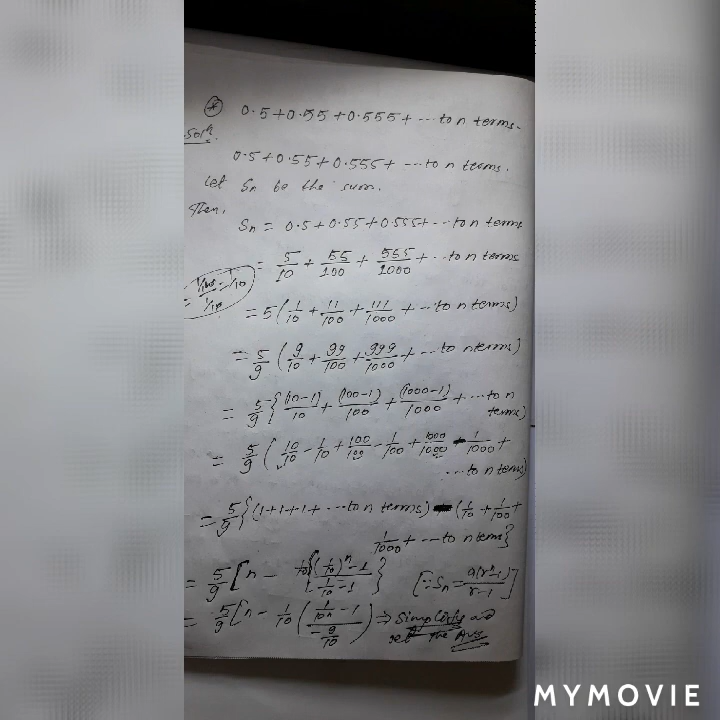 * 0.5+0.55+0.555+ ... to n terms.
Solⁿ.
0.5+0.55+0.555+ ... to n terms.
Let Sn be the sum.
Then,
Sn = 0.5+0.55+0.555+ ... to n terms
= 5/10 + 55/100 + 555/1000 + ... to n terms
= 5(1/10 + 11/100 + 111/1000 + ... to n terms)
= 5/9 (9/10 + 99/100 + 999/1000 + ... to n terms)
= 5/9 {(10-1)/10 + (100-1)/100 + (1000-1)/1000 + ... to n
terms)
= 5/9 (10/10 - 1/10 + 100/100 - 1/100 + 1000/1000 - 1/1000 +
... to n terms)
= 5/9 {(1+1+1+ ... to n terms) - (1/10 + 1/100 +
1/1000 + ... to n terms}
= 5/9 [n - 1/10 {(1/10)ⁿ-1 / 1/10 -1} [∵ Sn = a(rⁿ-1)/r-1]
= 5/9 [n - 1/10 (1/10ⁿ - 1 / -9/10) ⇒ Simplify and
get the Ans
MYMOVIE